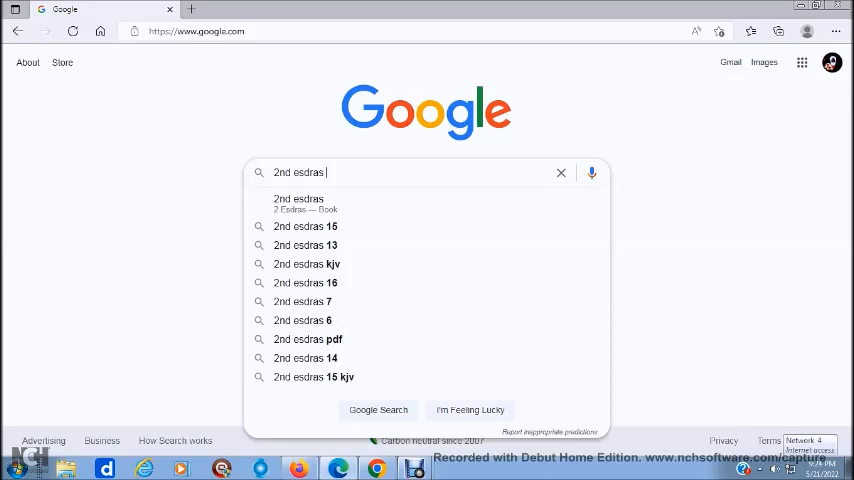 Google
https://www.google.com
About Store Gmail Images
Google
2nd esdras
2nd esdras
2 Esdras — Book
2nd esdras 15
2nd esdras 13
2nd esdras kjv
2nd esdras 16
2nd esdras 7
2nd esdras 6
2nd esdras pdf
2nd esdras 14
2nd esdras 15 kjv
Google Search I'm Feeling Lucky
Report inappropriate predictions
Advertising Business How Search works Carbon neutral since 2007 Privacy Terms
Network 4
Internet access
NCH
Recorded with Debut Home Edition. www.nchsoftware.com/capture
9:24 PM
5/21/2022